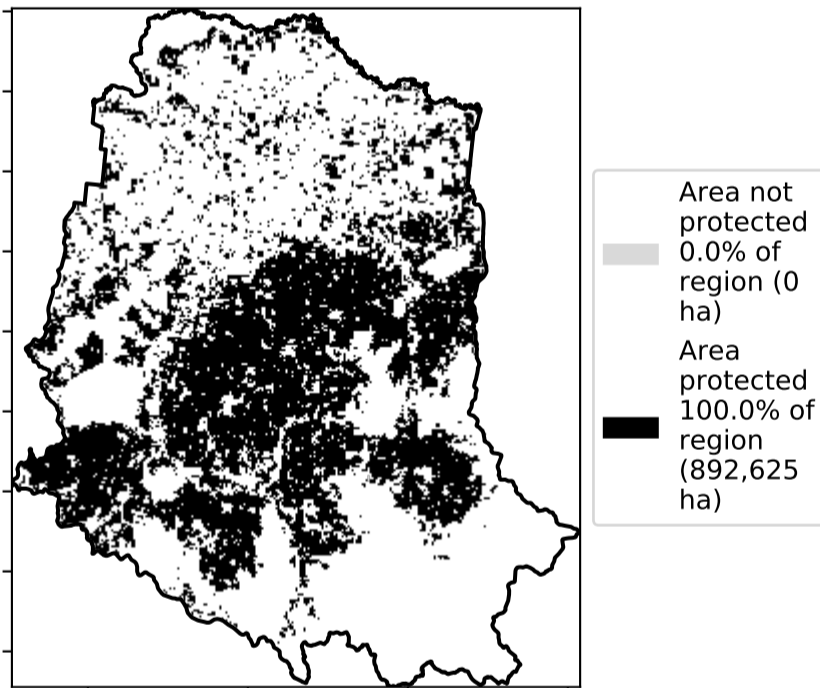 Area not
protected
0.0% of
region (0
ha)
Area
protected
100.0% of
region
(892,625
ha)